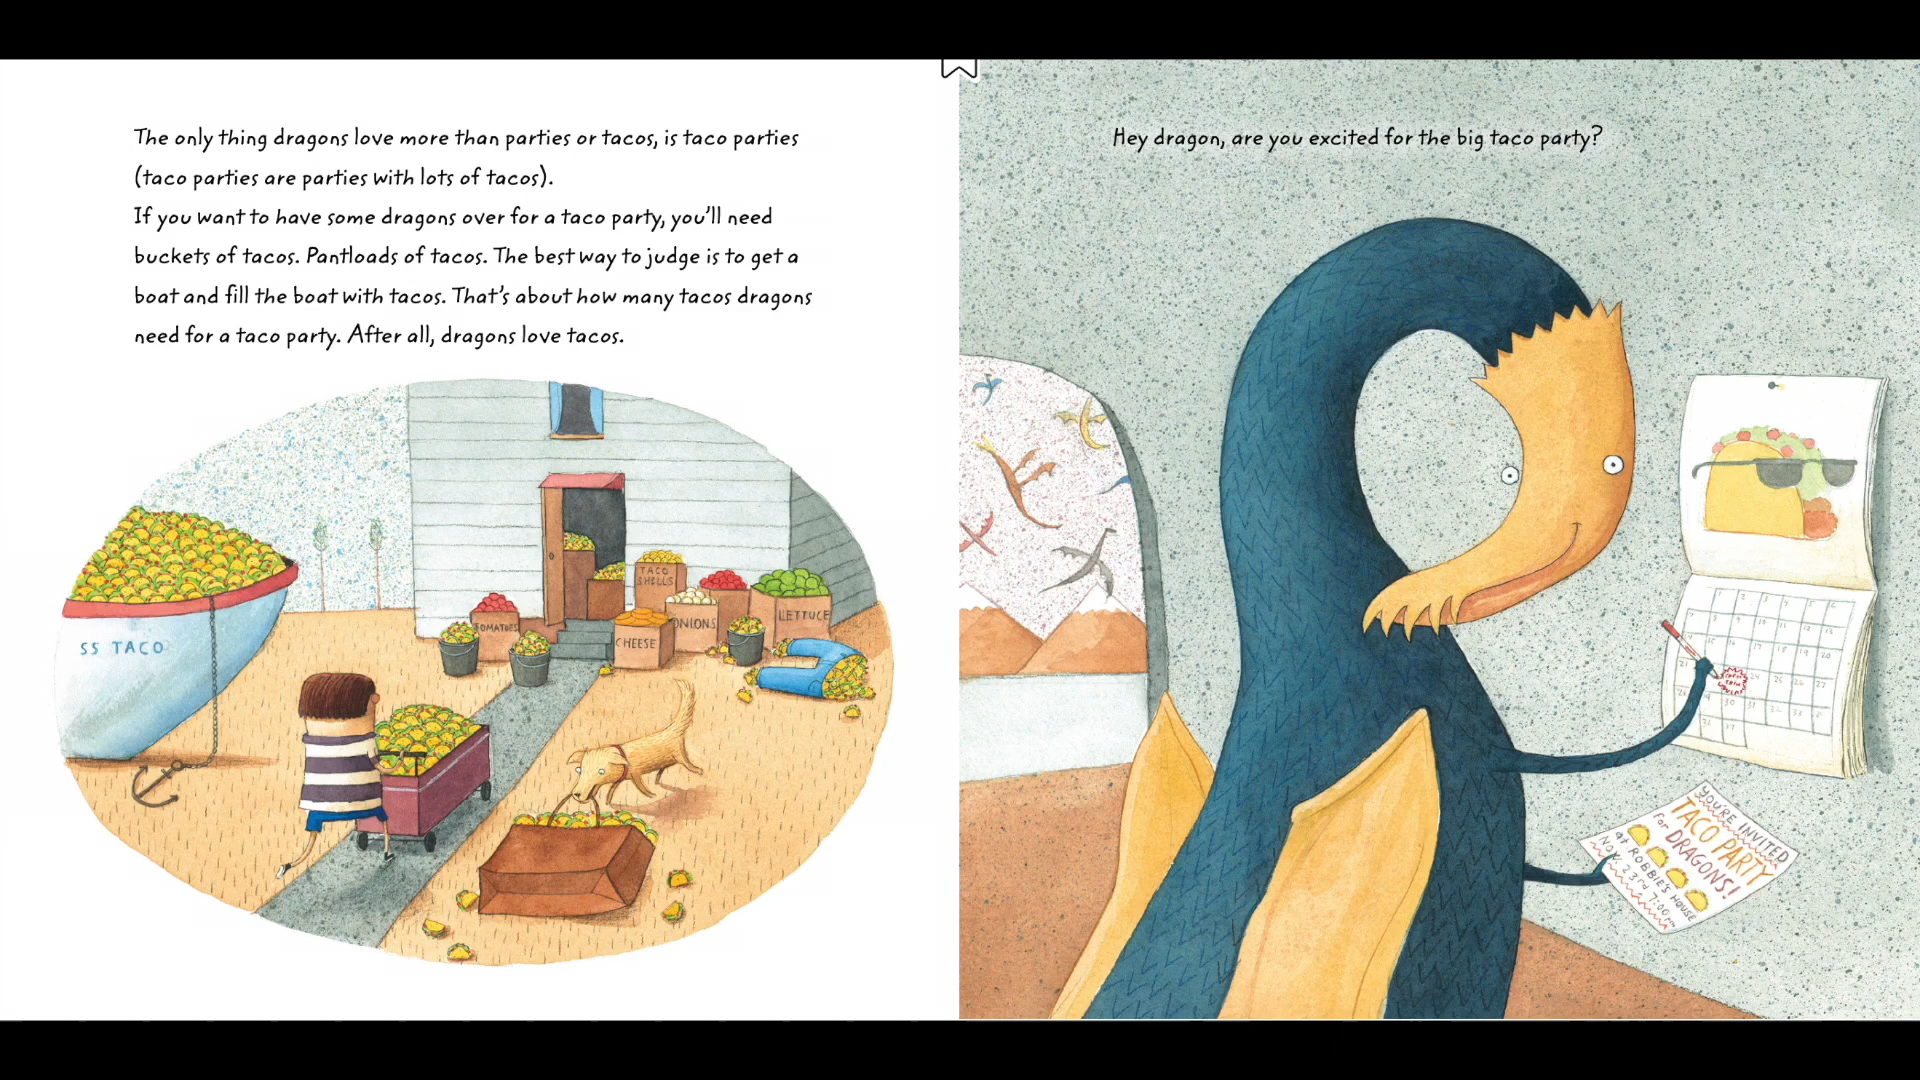 The only thing dragons love more than parties or tacos, is taco parties
(taco parties are parties with lots of tacos).
If you want to have some dragons over for a taco party, you'll need
buckets of tacos. Pantloads of tacos. The best way to judge is to get a
boat and fill the boat with tacos. That's about how many tacos dragons
need for a taco party. After all, dragons love tacos.
SS TACO
TOMATOES
TACO
SHELLS
CHEESE
ONIONS
LETTUCE
Hey dragon, are you excited for the big taco party?
YOU'RE INVITED
TACO PARTY
for DRAGONS!
at ROBBIE'S HOUSE
Nov. 23rd 7:00 PM